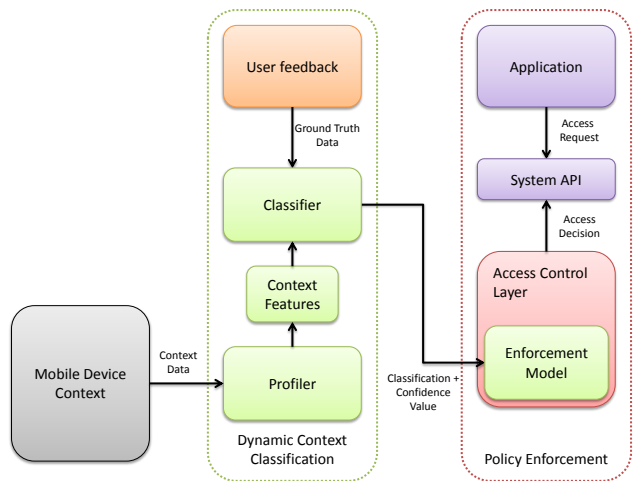 User feedback
Application
Ground Truth
Data
Access
Request
Classifier
System API
Access
Decision
Context
Features
Access Control
Layer
Mobile Device
Context
Context
Data
Profiler
Enforcement
Model
Classification +
Confidence
Value
Dynamic Context
Classification
Policy Enforcement